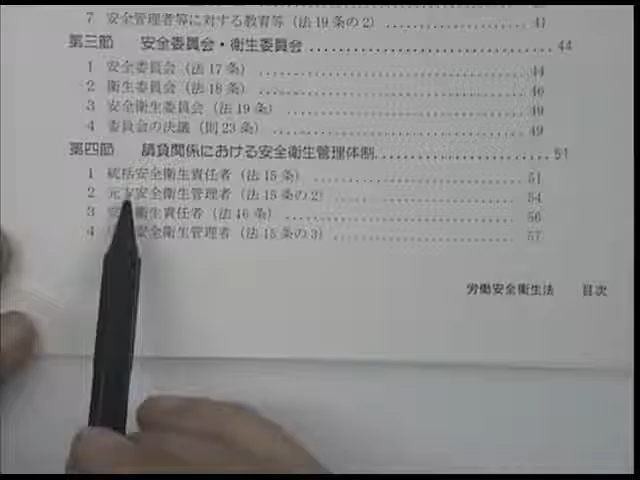 7 安全管理者等に対する教育等（法19条の2） 41
第三節 安全委員会・衛生委員会 44
1 安全委員会（法17条） 44
2 衛生委員会（法18条） 46
3 安全衛生委員会（法19条） 49
4 委員会の決議（則23条） 49
第四節 請負関係における安全衛生管理体制 51
1 統括安全衛生責任者（法15条） 51
2 元方安全衛生管理者（法15条の2） 54
3 安 衛生責任者（法16条） 56
4 安全衛生管理者（法15条の3） 57
労働安全衛生法 目次